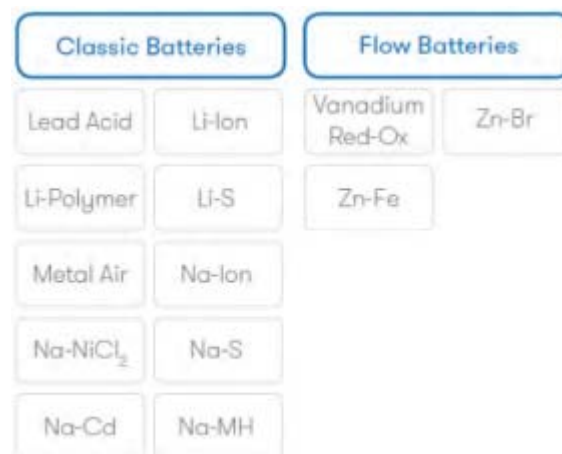 Classic Batteries
Flow Batteries
Lead Acid
Li-Ion
Vanadium
Red-Ox
Zn-Br
Li-Polymer
Li-S
Zn-Fe
Metal Air
Na-Ion
Na-NiCl₂
Na-S
Na-Cd
Na-MH